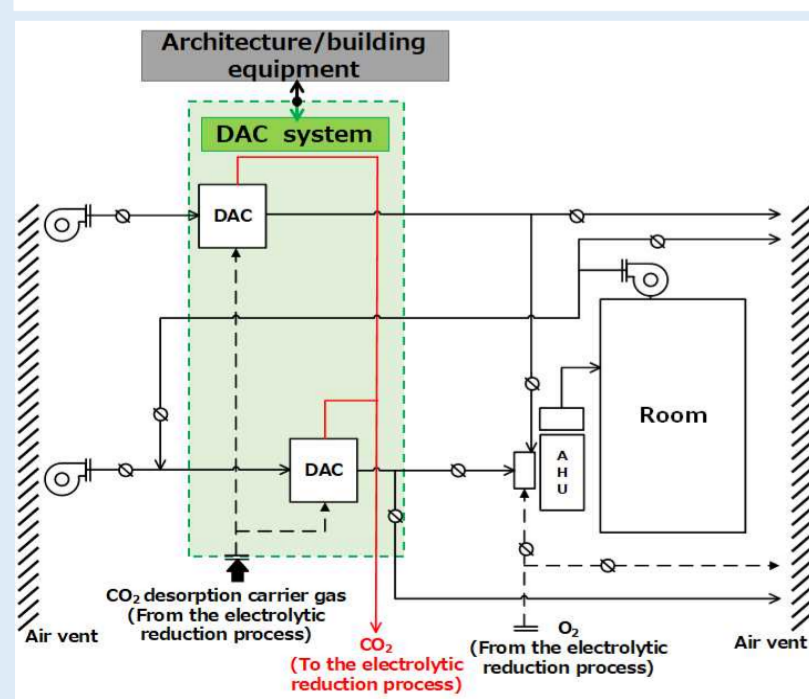 Architecture/building
equipment
DAC system
DAC
Room
DAC
A
H
U
CO₂ desorption carrier gas
(From the electrolytic
reduction process)
Air vent
CO₂
(To the electrolytic
reduction process)
O₂
(From the electrolytic
reduction process)
Air vent